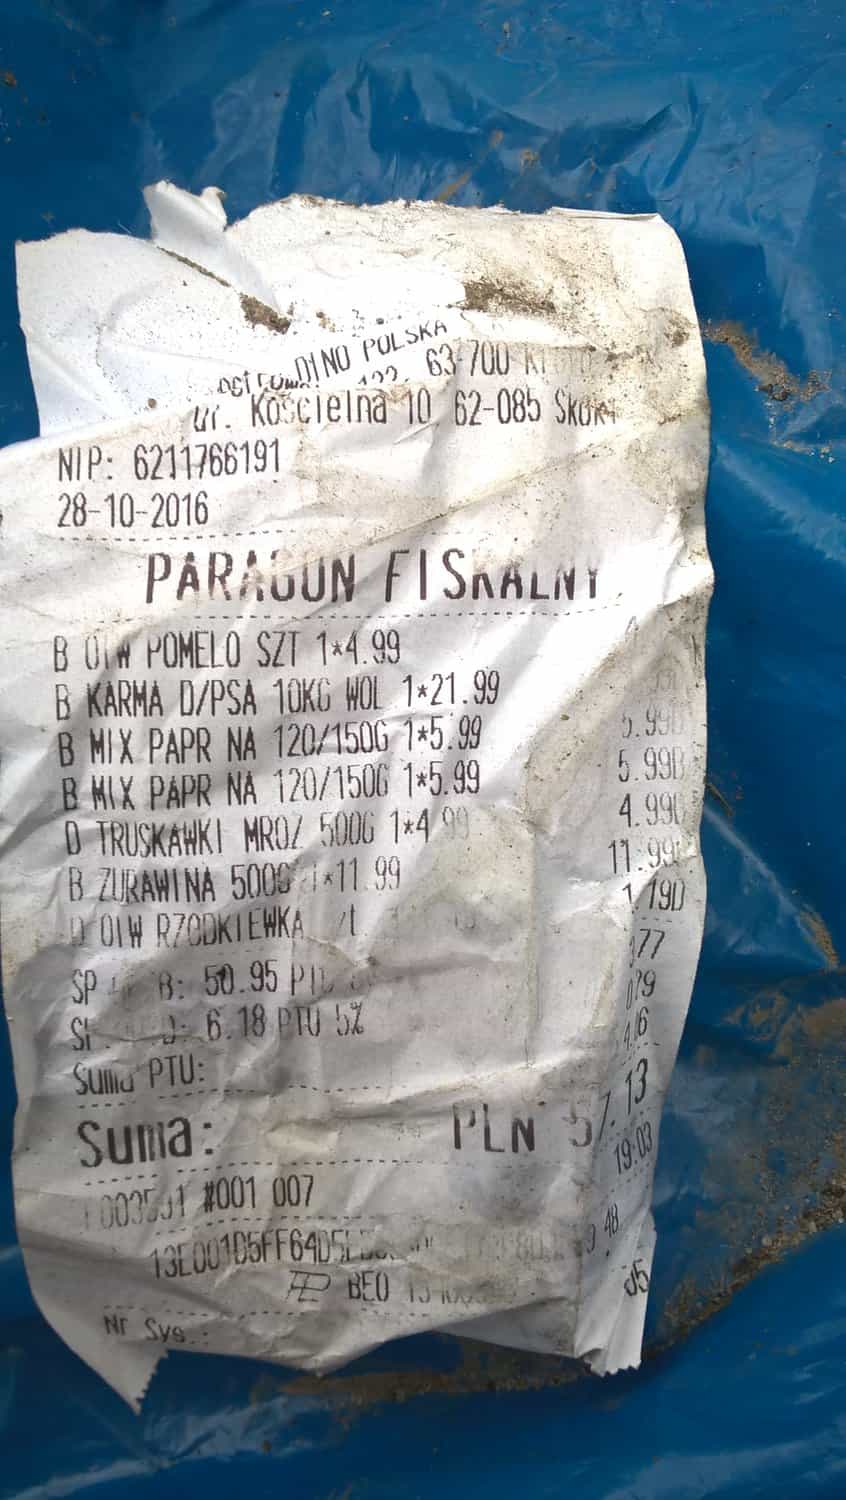 DINO POLSKA
63-700
ul. Kościelna 10 62-085
NIP: 6211766191
28-10-2016
PARAGON FISKALNY
B OIW POMELO SZT 1*4.99
B KARMA D/PSA 10KG WOL 1*21.99
B MIX PAPR NA 120/150G 1*5.99 5.99B
B MIX PAPR NA 120/150G 1*5.99 5.99B
D TRUSKAWKI MROZ 500G 1*4.99 4.99D
B ZURAWINA 500G 1*11.99 11.99B
D OIW RZODKIEWKA 1.19D
B: 50.95
D: 6.18 PTU 5%
Suma PTU:
Suma: PLN 57.13
#001 007 19:03
BEO
Nr Sys.: